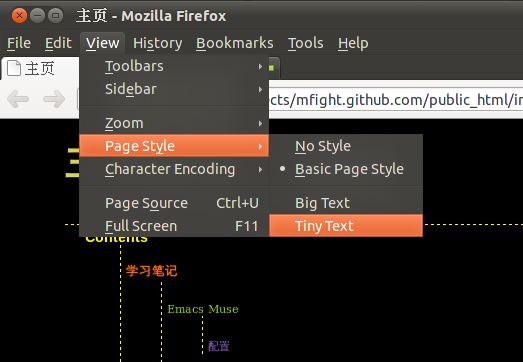 主页 - Mozilla Firefox
File Edit View History Bookmarks Tools Help
主页
Toolbars
Sidebar
ects/mfight.github.com/public_html/in
Zoom
Page Style
No Style
Character Encoding
Basic Page Style
Page Source Ctrl+U
Big Text
Full Screen F11
Tiny Text
Contents
学习笔记
Emacs Muse
配置